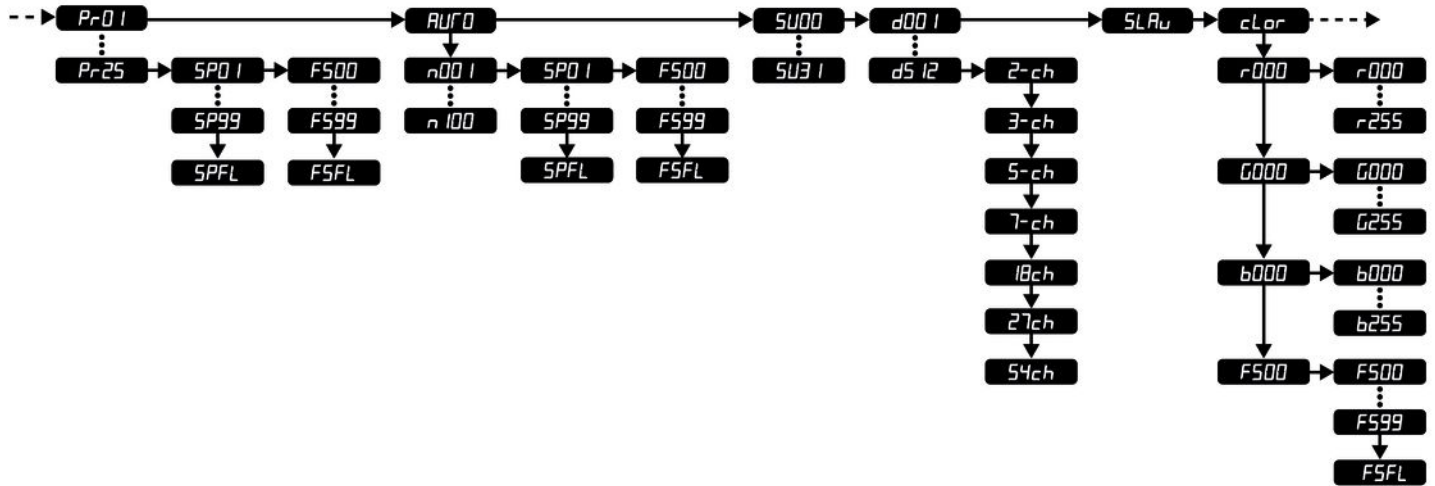 Pr01 AUTO SU00 d001 SLAv cLor
Pr25 SP01 FS00 n001 SP01 FS00 SU31 d512 2-ch r000 r000
SP99 FS99 n100 SP99 FS99 3-ch r255
SPFL FSFL SPFL FSFL 5-ch G000 G000
7-ch G255
18ch b000 b000
27ch b255
54ch FS00 FS00
FS99
FSFL